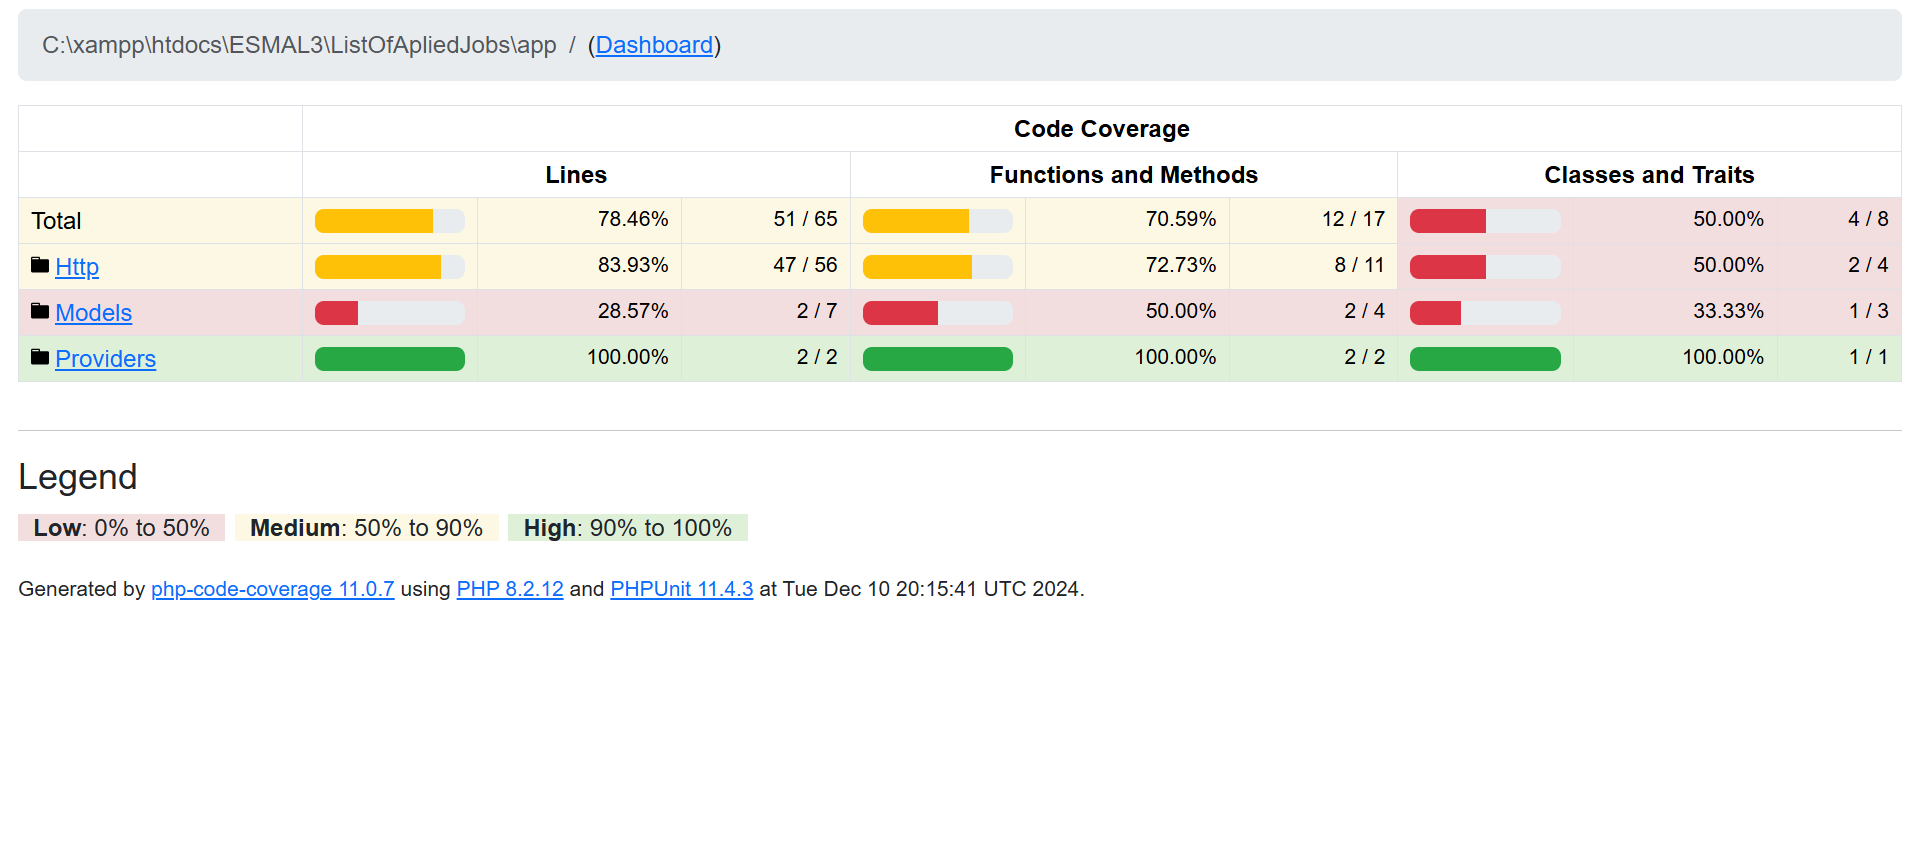 C:\xampp\htdocs\ESMAL3\ListOfApliedJobs\app / (Dashboard)
Code Coverage
Lines Functions and Methods Classes and Traits
Total 78.46% 51 / 65 70.59% 12 / 17 50.00% 4 / 8
Http 83.93% 47 / 56 72.73% 8 / 11 50.00% 2 / 4
Models 28.57% 2 / 7 50.00% 2 / 4 33.33% 1 / 3
Providers 100.00% 2 / 2 100.00% 2 / 2 100.00% 1 / 1
Legend
Low: 0% to 50% Medium: 50% to 90% High: 90% to 100%
Generated by php-code-coverage 11.0.7 using PHP 8.2.12 and PHPUnit 11.4.3 at Tue Dec 10 20:15:41 UTC 2024.